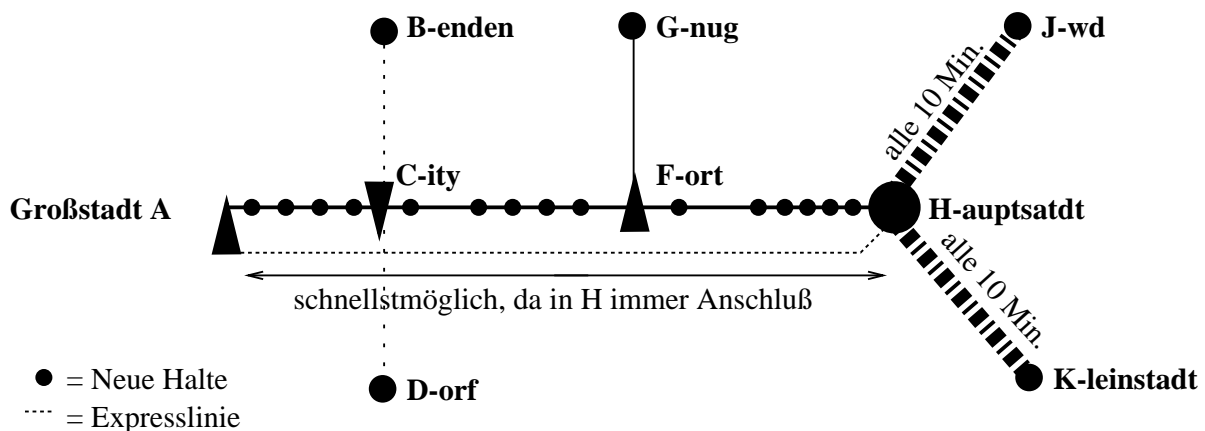 B-enden
G-nug
J-wd
alle 10 Min.
C-ity
F-ort
Großstadt A
H-auptsatdt
alle 10 Min.
schnellstmöglich, da in H immer Anschluß
= Neue Halte
D-orf
K-leinstadt
= Expresslinie